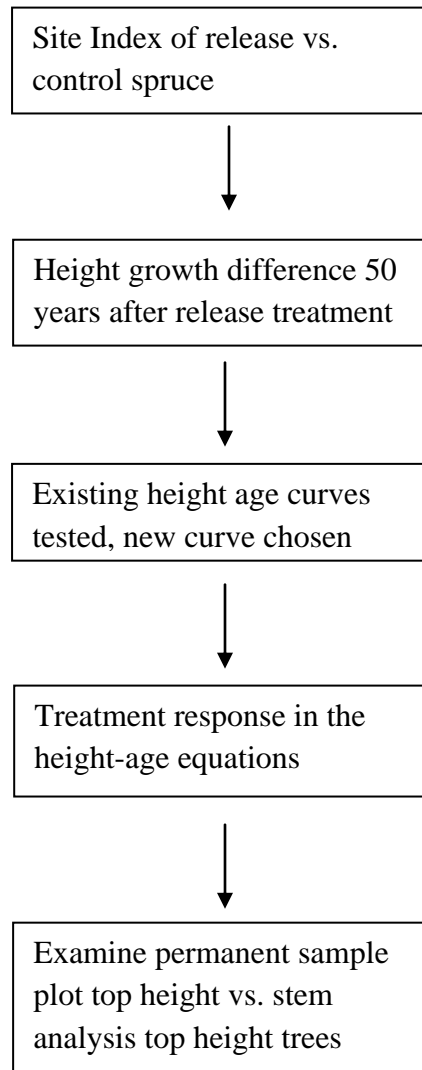 Site Index of release vs.
control spruce
Height growth difference 50
years after release treatment
Existing height age curves
tested, new curve chosen
Treatment response in the
height-age equations
Examine permanent sample
plot top height vs. stem
analysis top height trees